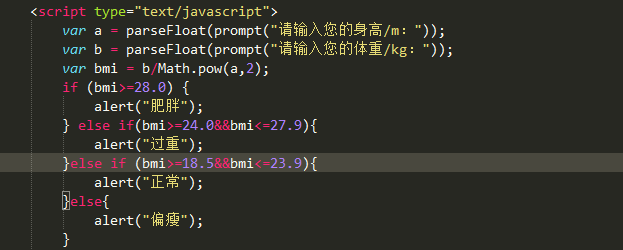 <script type="text/javascript">
var a = parseFloat(prompt("请输入您的身高/m："));
var b = parseFloat(prompt("请输入您的体重/kg："));
var bmi = b/Math.pow(a,2);
if (bmi>=28.0) {
alert("肥胖");
} else if(bmi>=24.0&&bmi<=27.9){
alert("过重");
}else if (bmi>=18.5&&bmi<=23.9){
alert("正常");
}else{
alert("偏瘦");
}